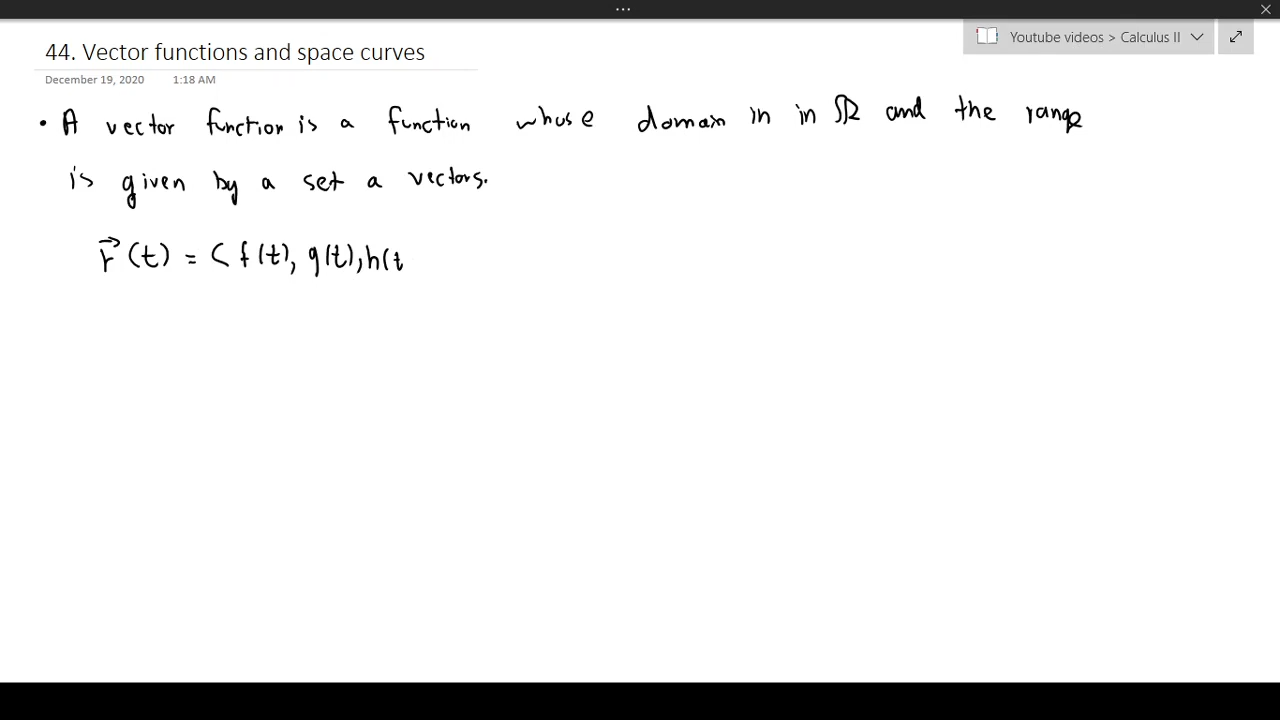 44. Vector functions and space curves
Youtube videos > Calculus II
December 19, 2020 1:18 AM
• A vector function is a function whose domain in in ℝ and the range
is given by a set a vectors.
r⃗(t) = ( f(t), g(t), h(t